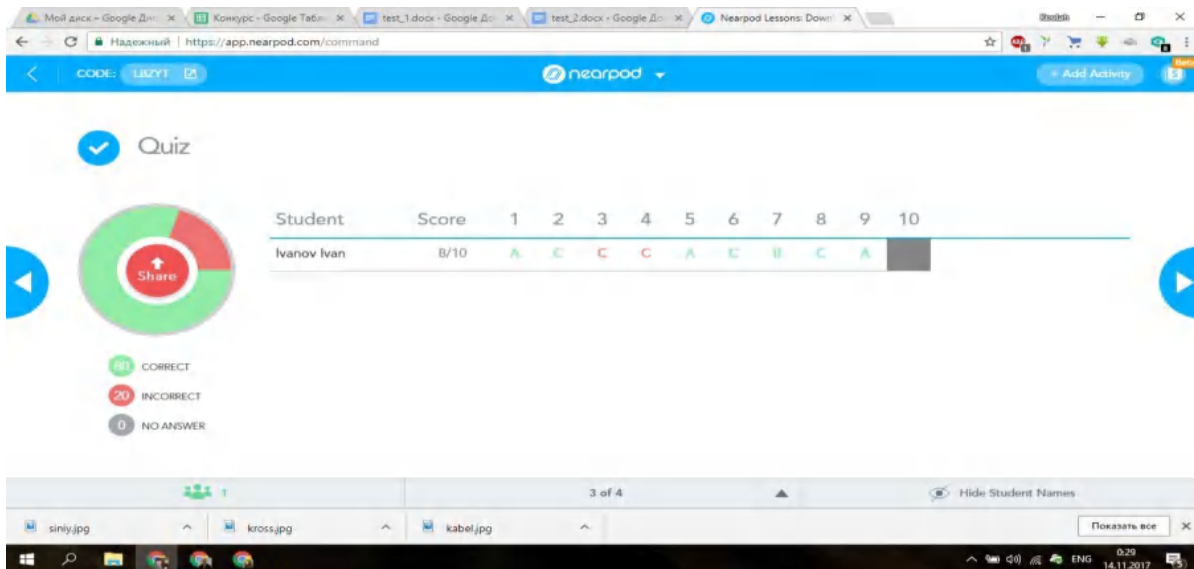 Мой диск – Google Ди
Конкурс - Google Табл
test_1.docx - Google До
test_2.docx - Google До
Nearpod Lessons: Down
Надежный | https://app.nearpod.com/command
CODE:
nearpod
+ Add Activity
Beta
Quiz
Student Score 1 2 3 4 5 6 7 8 9 10
Ivanov Ivan 8/10 A C C C A C B C A
Share
80 CORRECT
20 INCORRECT
0 NO ANSWER
1
3 of 4
Hide Student Names
siniy.jpg
kross.jpg
kabel.jpg
Показать все
ENG
0:29
14.11.2017